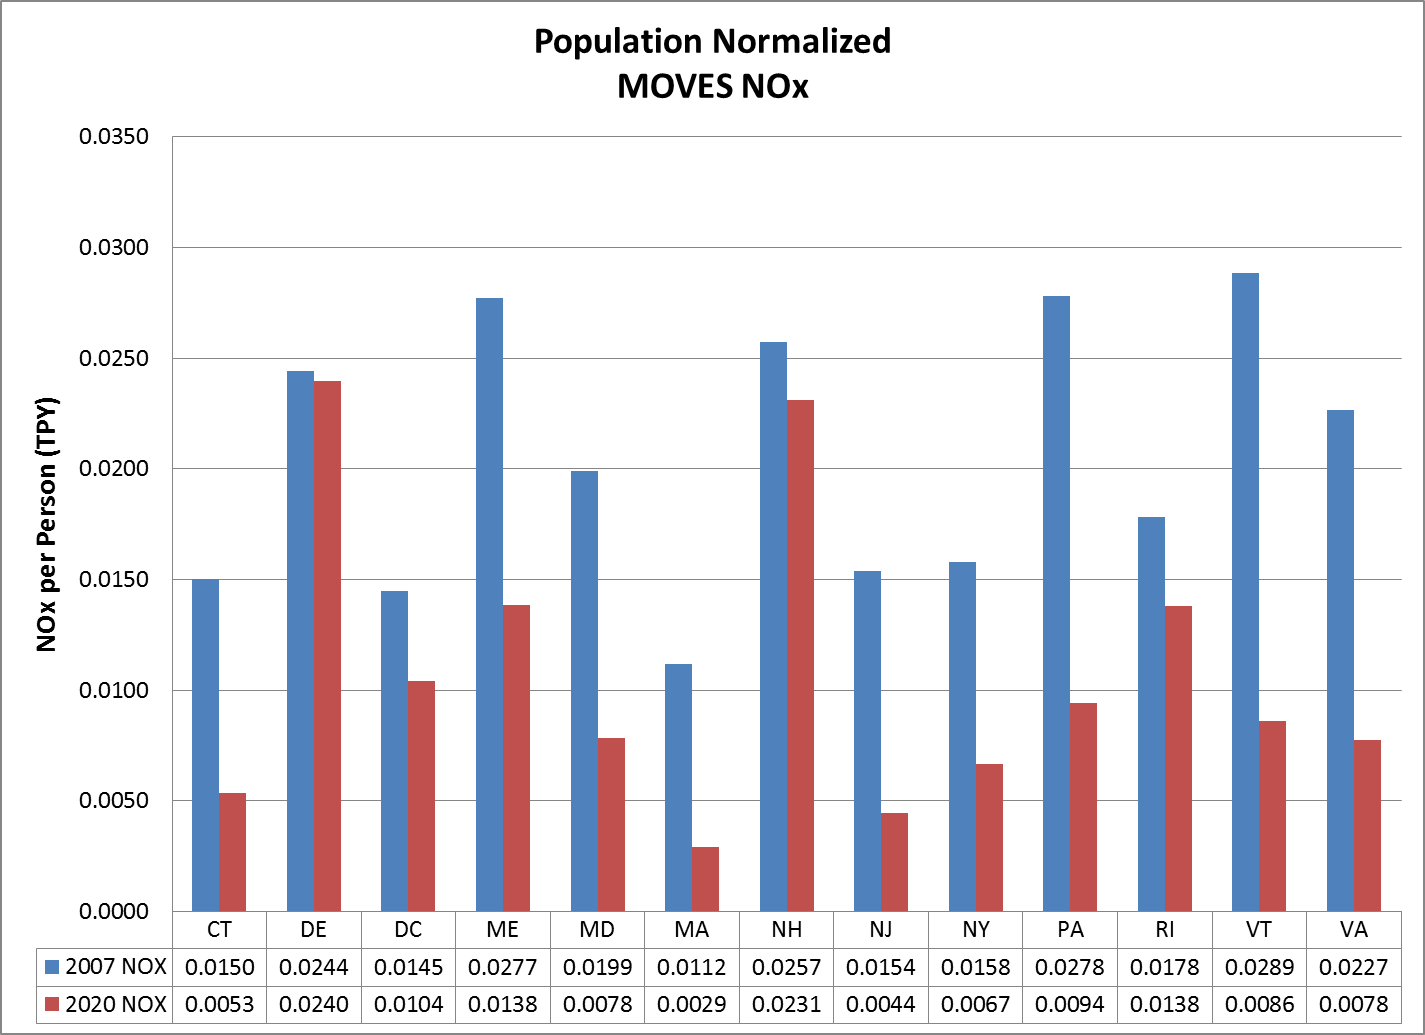 Population Normalized
MOVES NOx
NOx per Person (TPY)
0.0350
0.0300
0.0250
0.0200
0.0150
0.0100
0.0050
0.0000
CT DE DC ME MD MA NH NJ NY PA RI VT VA
2007 NOX 0.0150 0.0244 0.0145 0.0277 0.0199 0.0112 0.0257 0.0154 0.0158 0.0278 0.0178 0.0289 0.0227
2020 NOX 0.0053 0.0240 0.0104 0.0138 0.0078 0.0029 0.0231 0.0044 0.0067 0.0094 0.0138 0.0086 0.0078